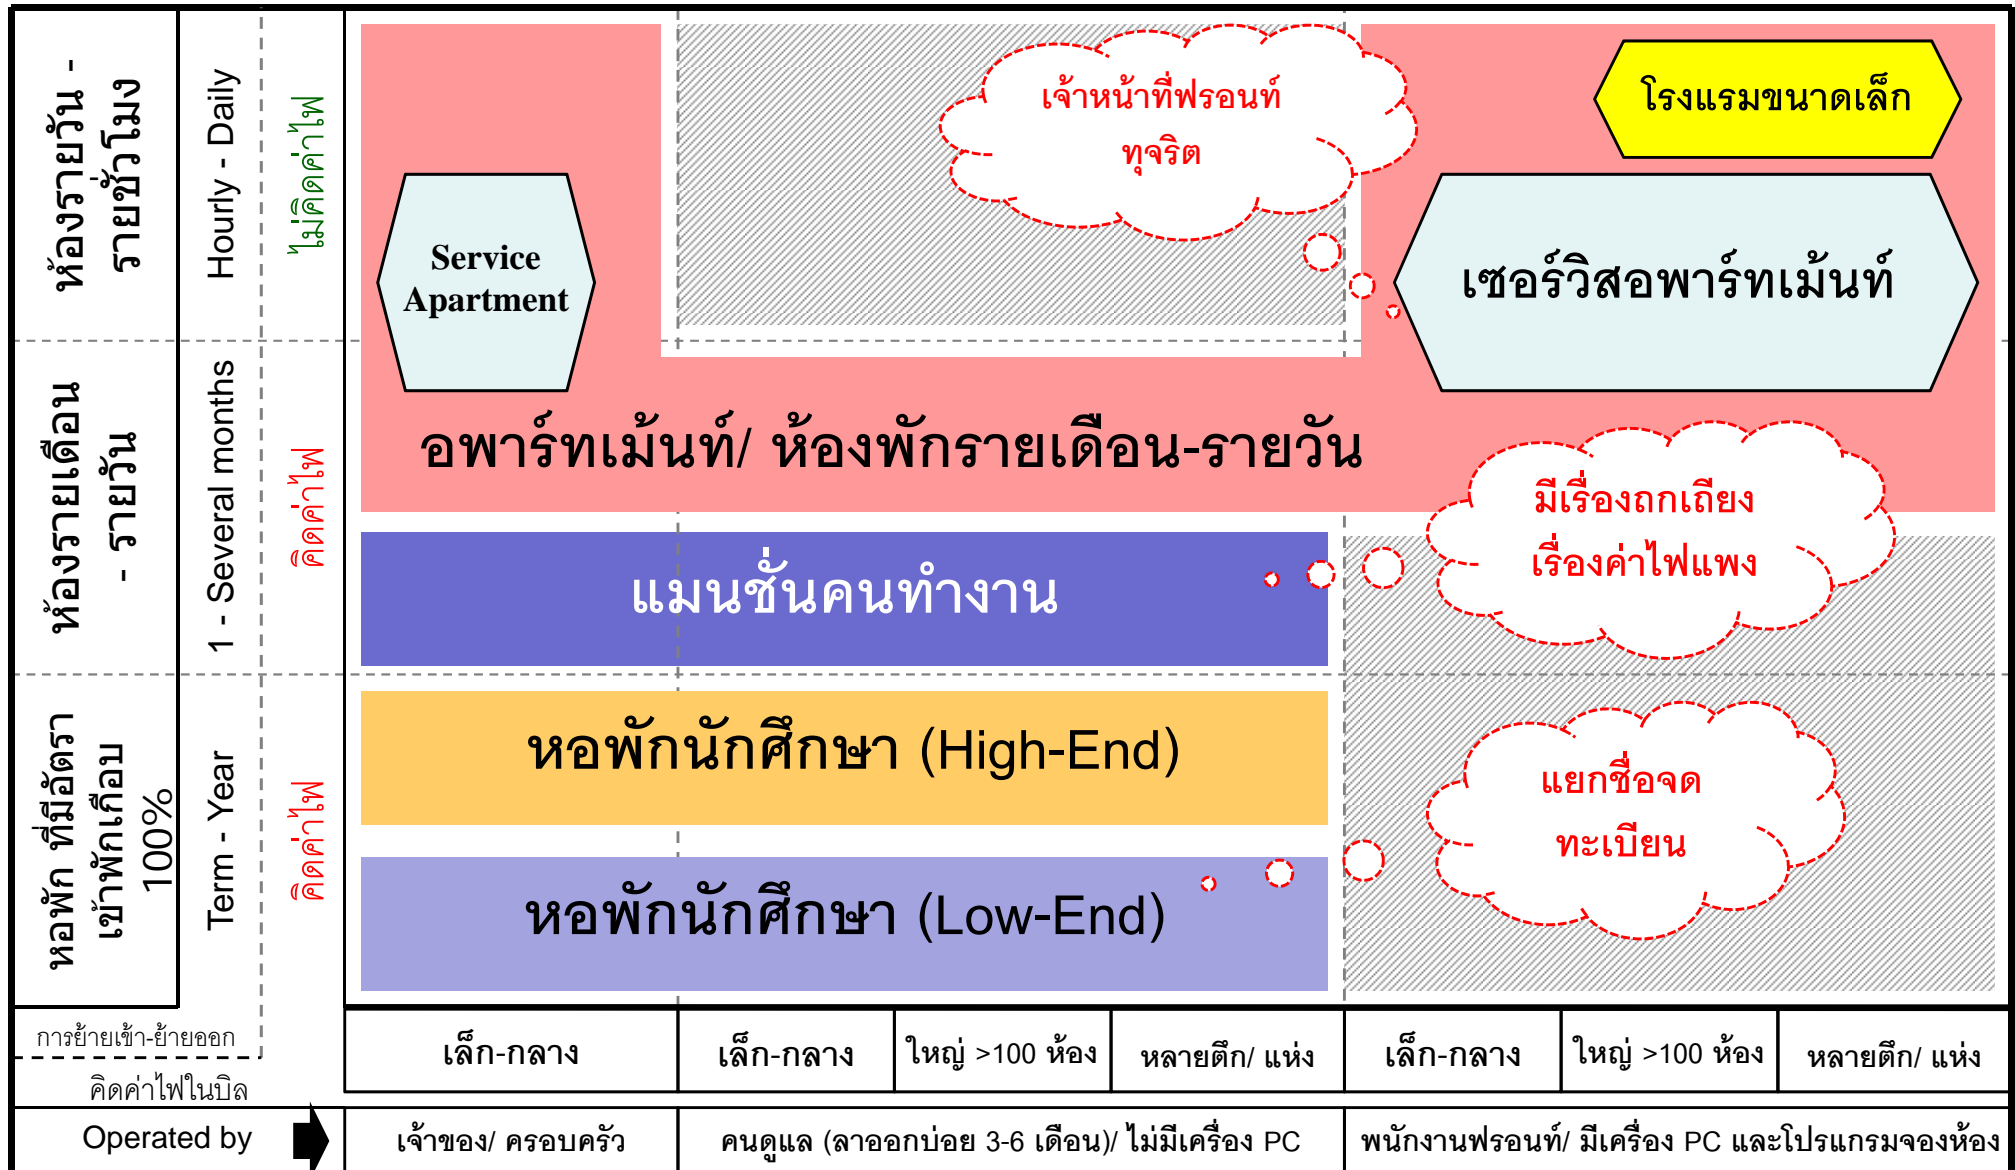 ห้องรายวัน -
รายชั่วโมง
Hourly - Daily
ไม่คิดค่าไฟ
เจ้าหน้าที่ฟรอนท์
ทุจริต
โรงแรมขนาดเล็ก
Service
Apartment
เซอร์วิสอพาร์ทเม้นท์
ห้องรายเดือน
- รายวัน
1 - Several months
คิดค่าไฟ
อพาร์ทเม้นท์/ ห้องพักรายเดือน-รายวัน
มีเรื่องถกเถียง
เรื่องค่าไฟแพง
แมนชั่นคนทำงาน
หอพัก ที่มีอัตรา
เข้าพักเกือบ
100%
Term - Year
คิดค่าไฟ
หอพักนักศึกษา (High-End)
แยกชื่อจด
ทะเบียน
หอพักนักศึกษา (Low-End)
การย้ายเข้า-ย้ายออก
คิดค่าไฟในบิล
เล็ก-กลาง
เล็ก-กลาง
ใหญ่ >100 ห้อง
หลายตึก/ แห่ง
เล็ก-กลาง
ใหญ่ >100 ห้อง
หลายตึก/ แห่ง
Operated by
เจ้าของ/ ครอบครัว
คนดูแล (ลาออกบ่อย 3-6 เดือน)/ ไม่มีเครื่อง PC
พนักงานฟรอนท์/ มีเครื่อง PC และโปรแกรมจองห้อง